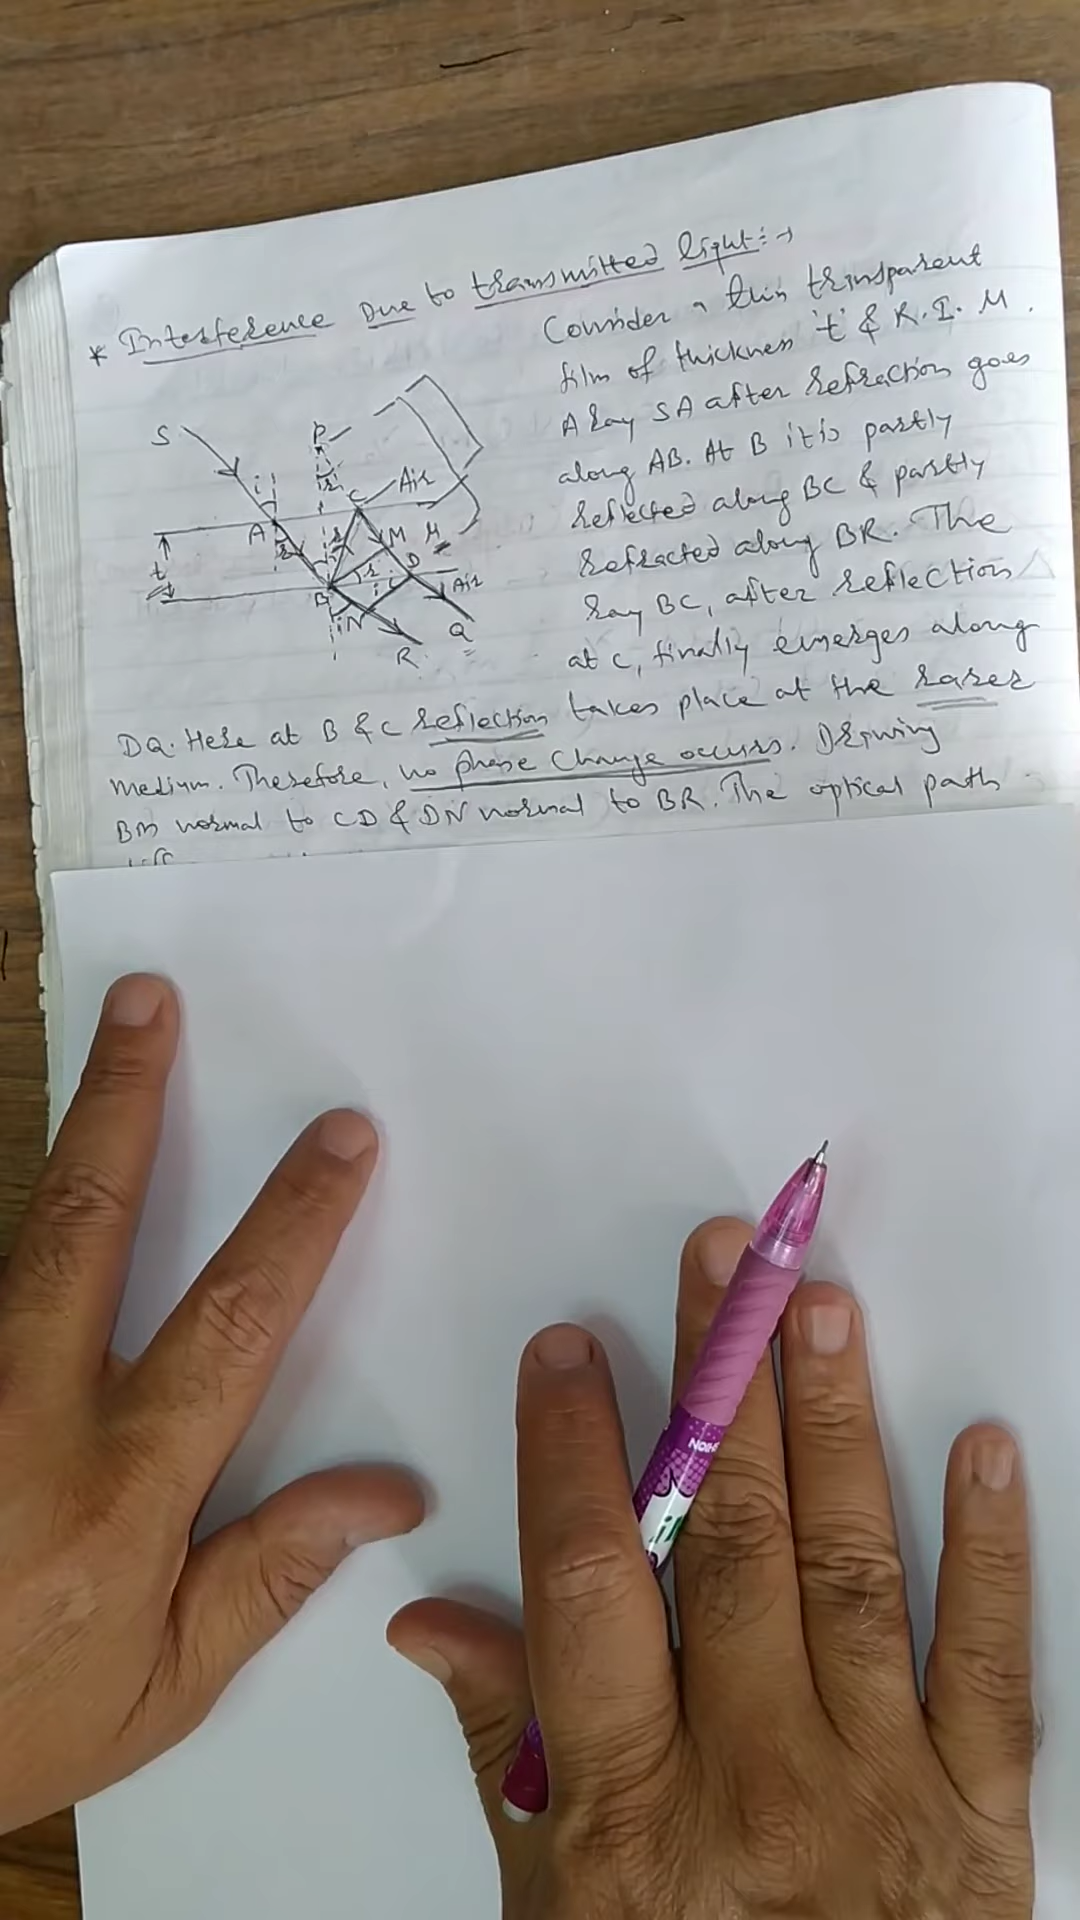 * Interference Due to transmitted light :→
Consider a thin transparent
film of thickness 't' & R.I. μ.
A Ray SA after refraction goes
along AB. At B it is partly
reflected along BC & partly
refracted along BR. The
ray BC, after reflection
at C, finally emerges along
DQ. Here at B & C reflection takes place at the rarer
medium. Therefore, no phase change occurs. Drawing
BM normal to CD & DN normal to BR. The optical path
S
P
i
r
C
Air
A
r
r
M
μ
t
r
D
B
i
Air
i
N
Q
R